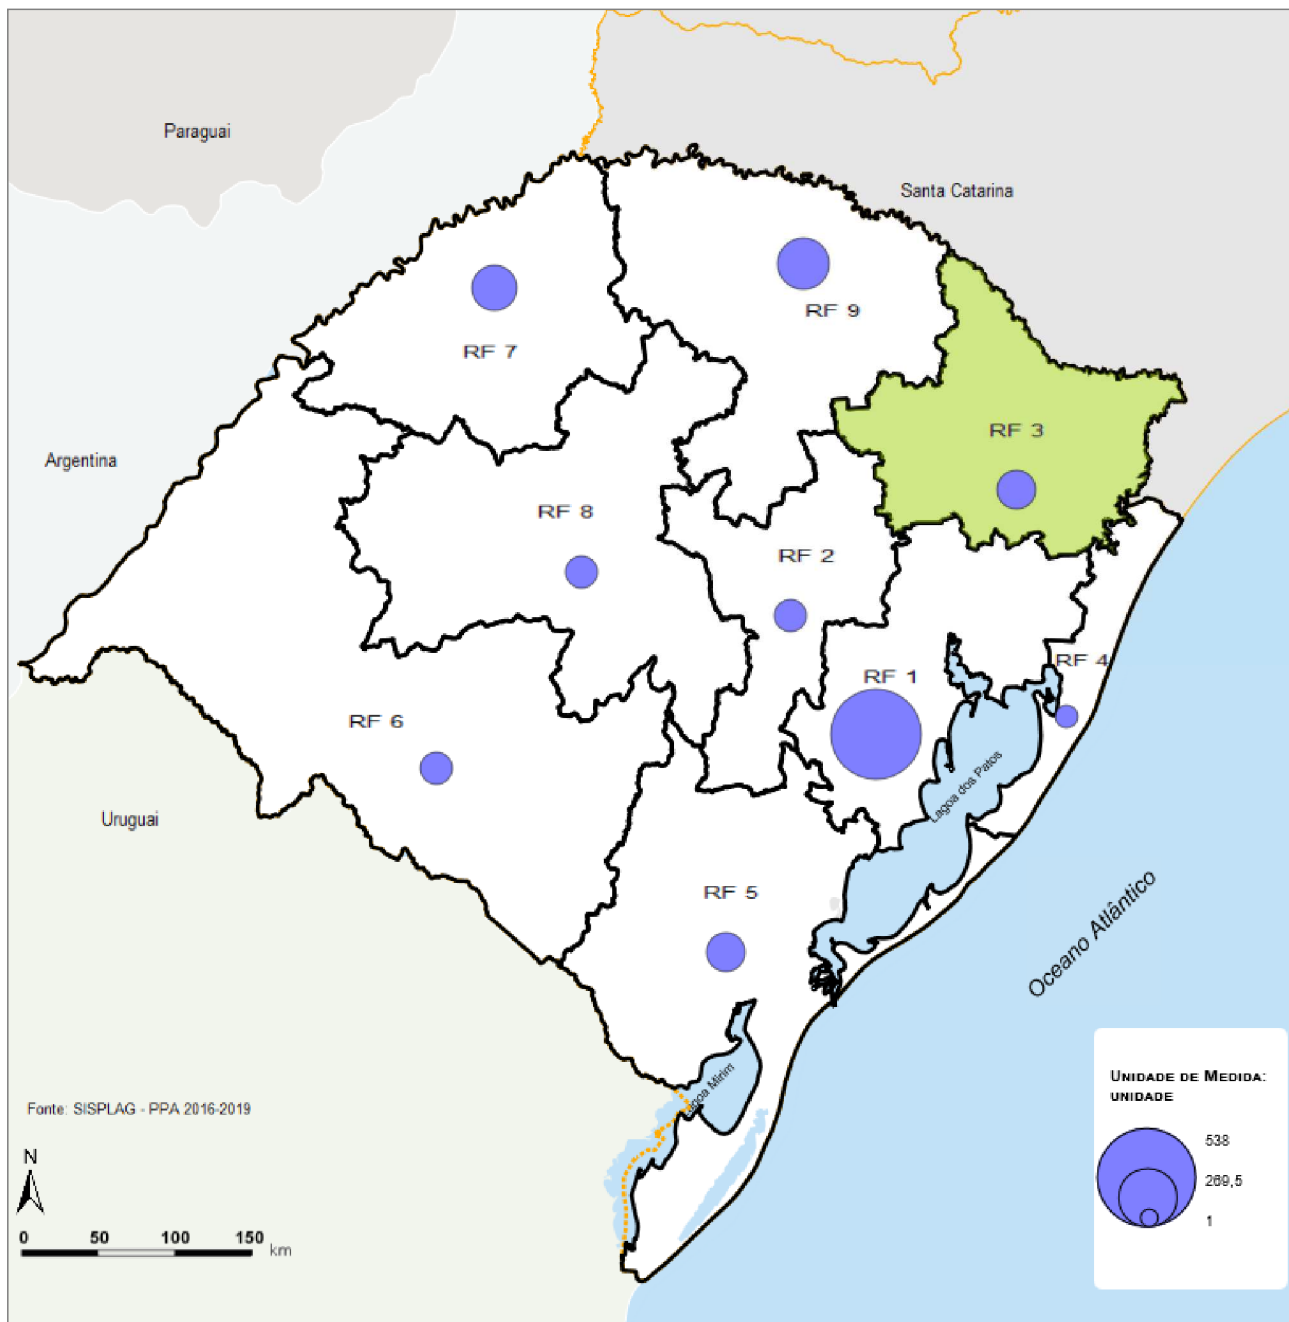 Paraguai
Santa Catarina
RF 9
RF 7
RF 3
Argentina
RF 8
RF 2
RF 4
RF 1
RF 6
Lagoa dos Patos
Uruguai
RF 5
Oceano Atlântico
Lagoa Mirim
Fonte: SISPLAG - PPA 2016-2019
N
0 50 100 150
km
UNIDADE DE MEDIDA:
UNIDADE
538
269,5
1